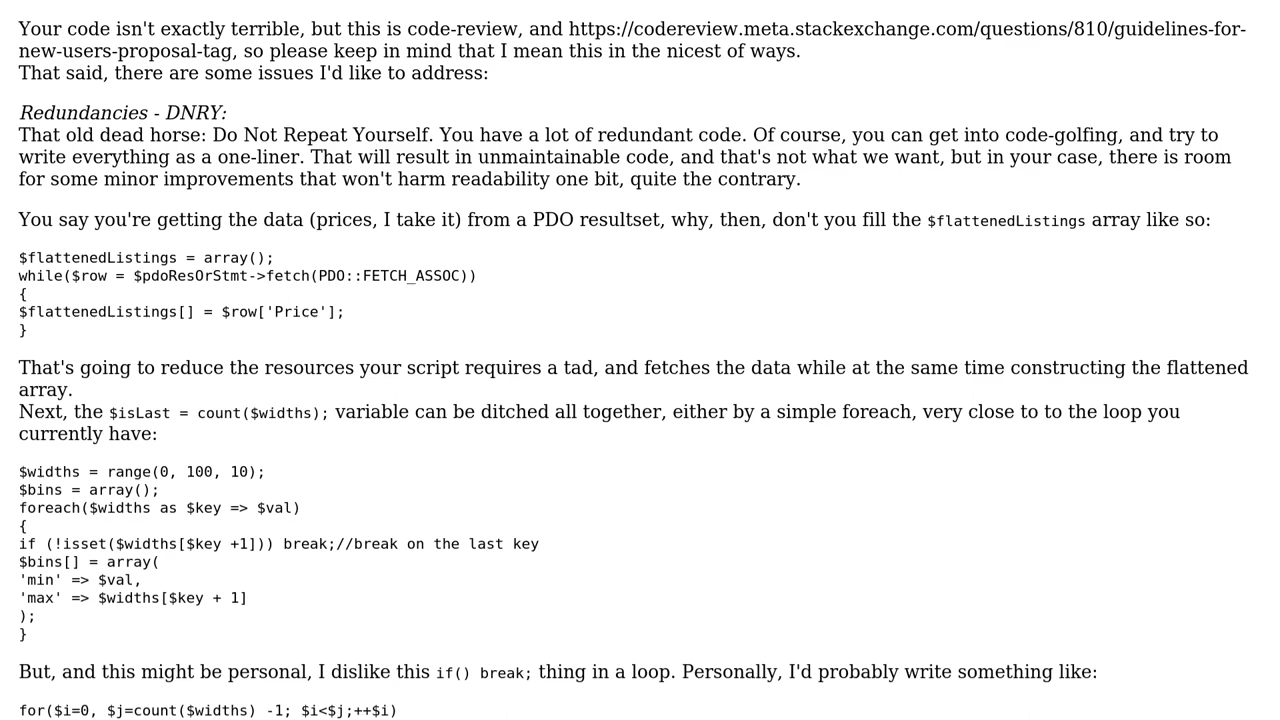 Your code isn't exactly terrible, but this is code-review, and https://codereview.meta.stackexchange.com/questions/810/guidelines-for-
new-users-proposal-tag, so please keep in mind that I mean this in the nicest of ways.
That said, there are some issues I'd like to address:
Redundancies - DNRY:
That old dead horse: Do Not Repeat Yourself. You have a lot of redundant code. Of course, you can get into code-golfing, and try to
write everything as a one-liner. That will result in unmaintainable code, and that's not what we want, but in your case, there is room
for some minor improvements that won't harm readability one bit, quite the contrary.
You say you're getting the data (prices, I take it) from a PDO resultset, why, then, don't you fill the $flattenedListings array like so:
$flattenedListings = array();
while($row = $pdoResOrStmt->fetch(PDO::FETCH_ASSOC))
{
$flattenedListings[] = $row['Price'];
}
That's going to reduce the resources your script requires a tad, and fetches the data while at the same time constructing the flattened
array.
Next, the $isLast = count($widths); variable can be ditched all together, either by a simple foreach, very close to to the loop you
currently have:
$widths = range(0, 100, 10);
$bins = array();
foreach($widths as $key => $val)
{
if (!isset($widths[$key +1])) break;//break on the last key
$bins[] = array(
'min' => $val,
'max' => $widths[$key + 1]
);
}
But, and this might be personal, I dislike this if() break; thing in a loop. Personally, I'd probably write something like:
for($i=0, $j=count($widths) -1; $i<$j;++$i)